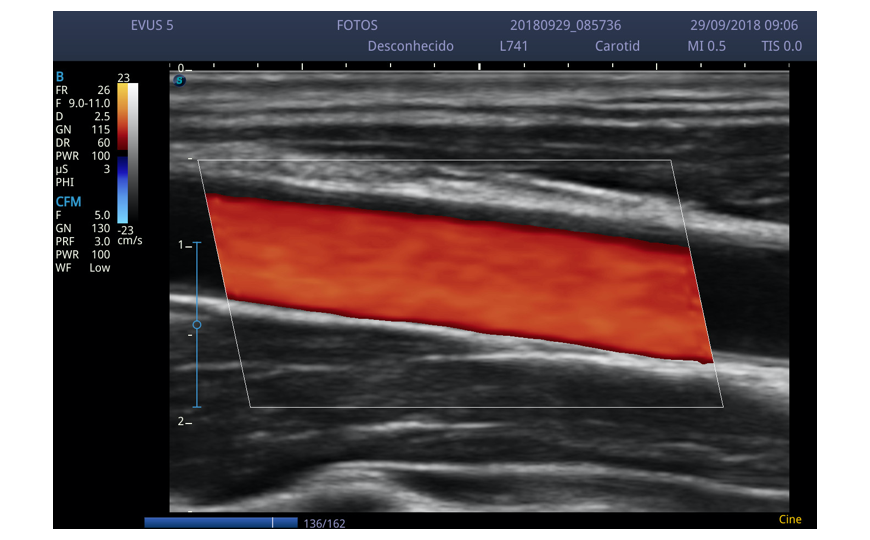 EVUS 5 FOTOS 20180929_085736 29/09/2018 09:06
Desconhecido L741 Carotid MI 0.5 TIS 0.0
B
FR 26
F 9.0-11.0
D 2.5
GN 115
DR 60
PWR 100
µS 3
PHI
CFM
F 5.0
GN 130
PRF 3.0
PWR 100
WF Low
23
-23
cm/s
0
S
1
2
136/162
Cine